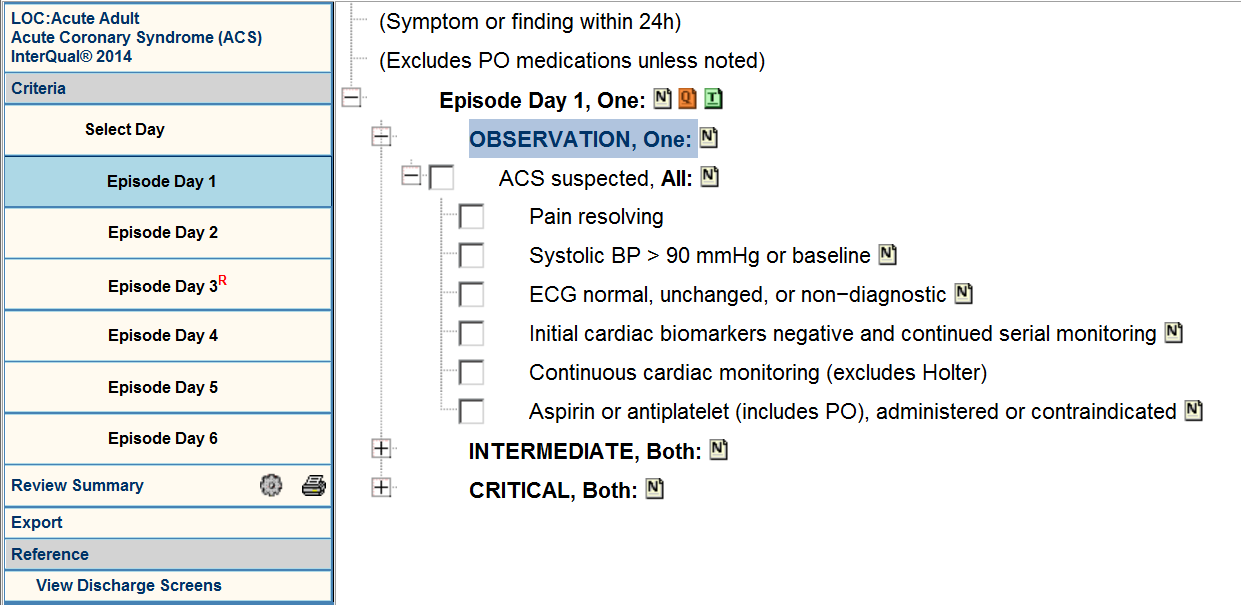 LOC:Acute Adult
Acute Coronary Syndrome (ACS)
InterQual® 2014
Criteria
Select Day
Episode Day 1
Episode Day 2
Episode Day 3R
Episode Day 4
Episode Day 5
Episode Day 6
Review Summary
Export
Reference
View Discharge Screens
(Symptom or finding within 24h)
(Excludes PO medications unless noted)
Episode Day 1, One: N Q T
OBSERVATION, One: N
ACS suspected, All: N
Pain resolving
Systolic BP > 90 mmHg or baseline N
ECG normal, unchanged, or non−diagnostic N
Initial cardiac biomarkers negative and continued serial monitoring N
Continuous cardiac monitoring (excludes Holter)
Aspirin or antiplatelet (includes PO), administered or contraindicated N
INTERMEDIATE, Both: N
CRITICAL, Both: N